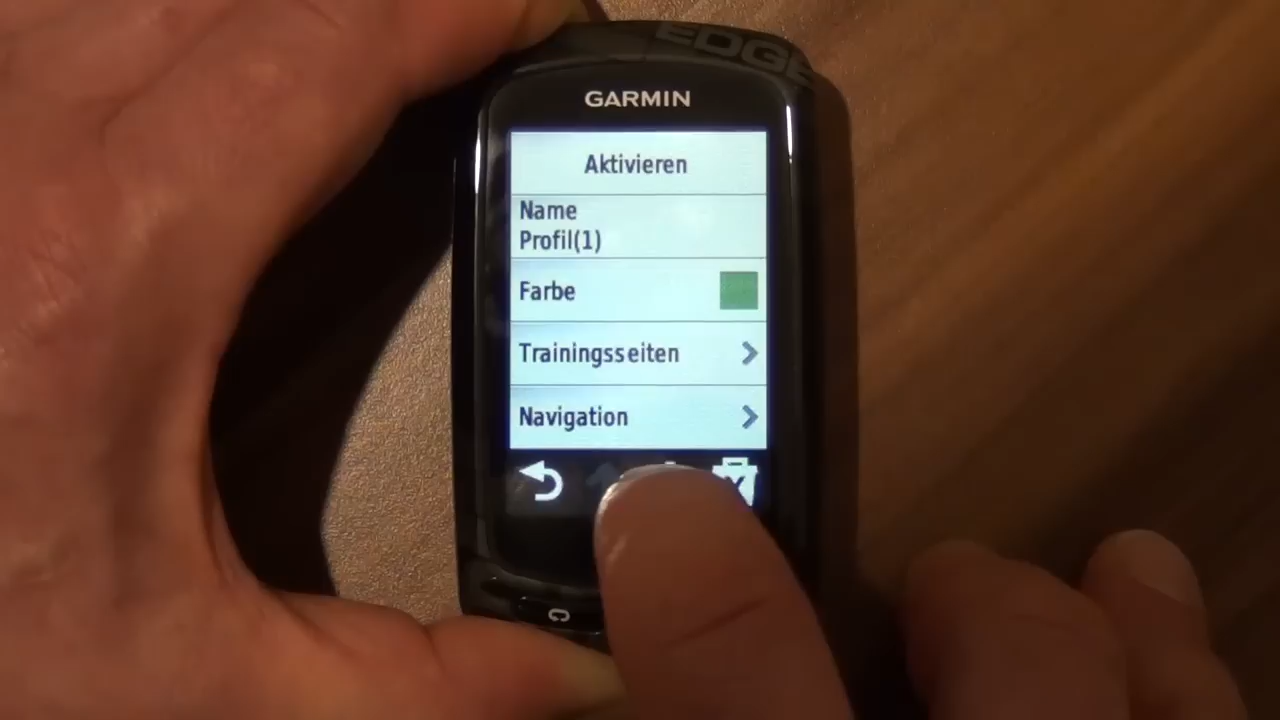 EDGE
GARMIN
Aktivieren
Name
Profil(1)
Farbe
Trainingsseiten
Navigation